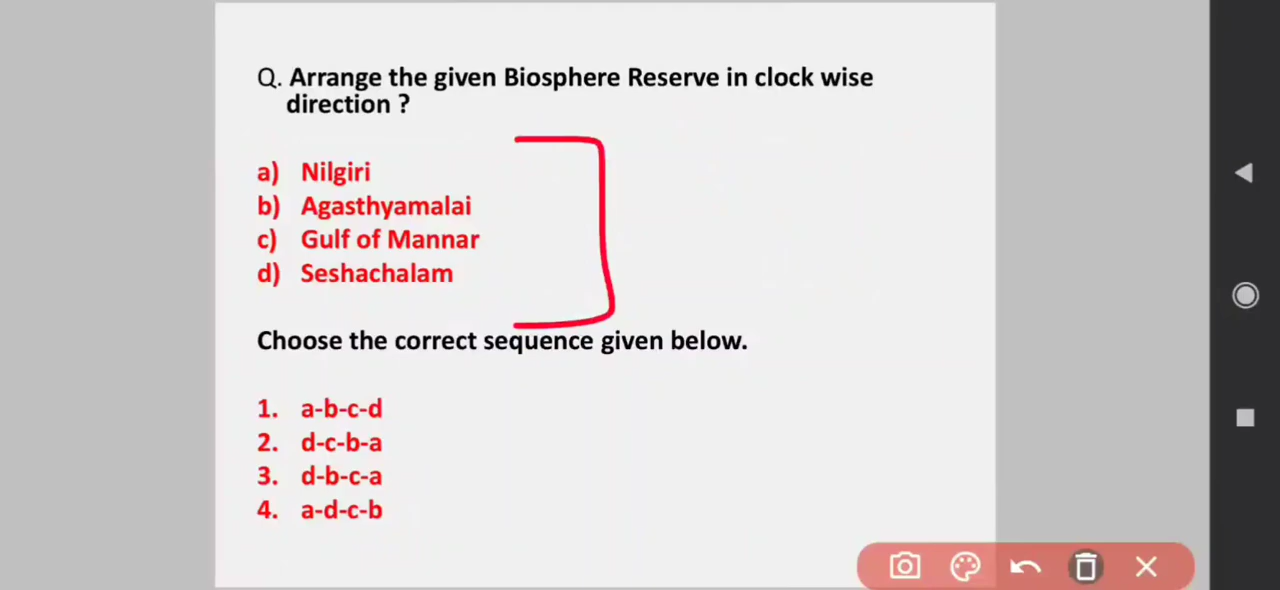 Q. Arrange the given Biosphere Reserve in clock wise
direction ?
a) Nilgiri
b) Agasthyamalai
c) Gulf of Mannar
d) Seshachalam
Choose the correct sequence given below.
1. a-b-c-d
2. d-c-b-a
3. d-b-c-a
4. a-d-c-b